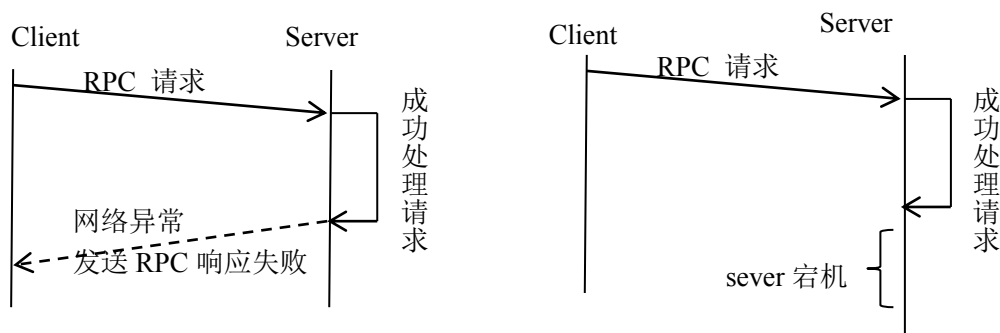 Client
Server
RPC 请求
成功处理请求
网络异常
发送 RPC 响应失败
Client
Server
RPC 请求
成功处理请求
sever 宕机